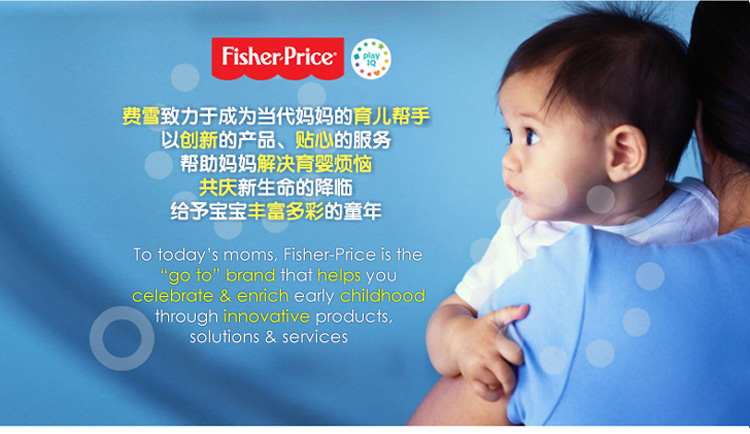 Fisher-Price®
play
IQ
费雪致力于成为当代妈妈的育儿帮手
以创新的产品、贴心的服务
帮助妈妈解决育婴烦恼
共庆新生命的降临
给予宝宝丰富多彩的童年
To today's moms, Fisher-Price is the
“go to” brand that helps you
celebrate & enrich early childhood
through innovative products,
solutions & services